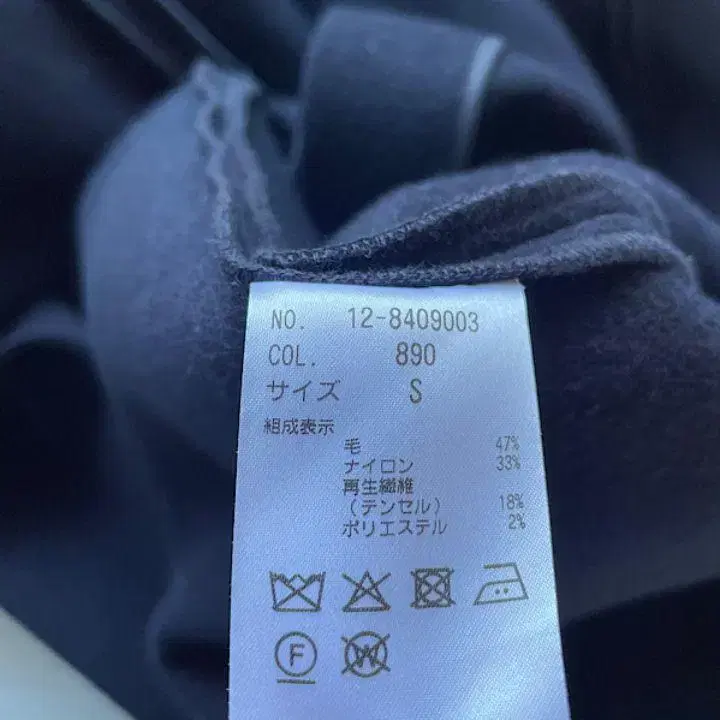 NO. 12-8409003
COL. 890
サイズ S
組成表示
毛 47%
ナイロン 33%
再生繊維
(テンセル) 18%
ポリエステル 2%
F
W